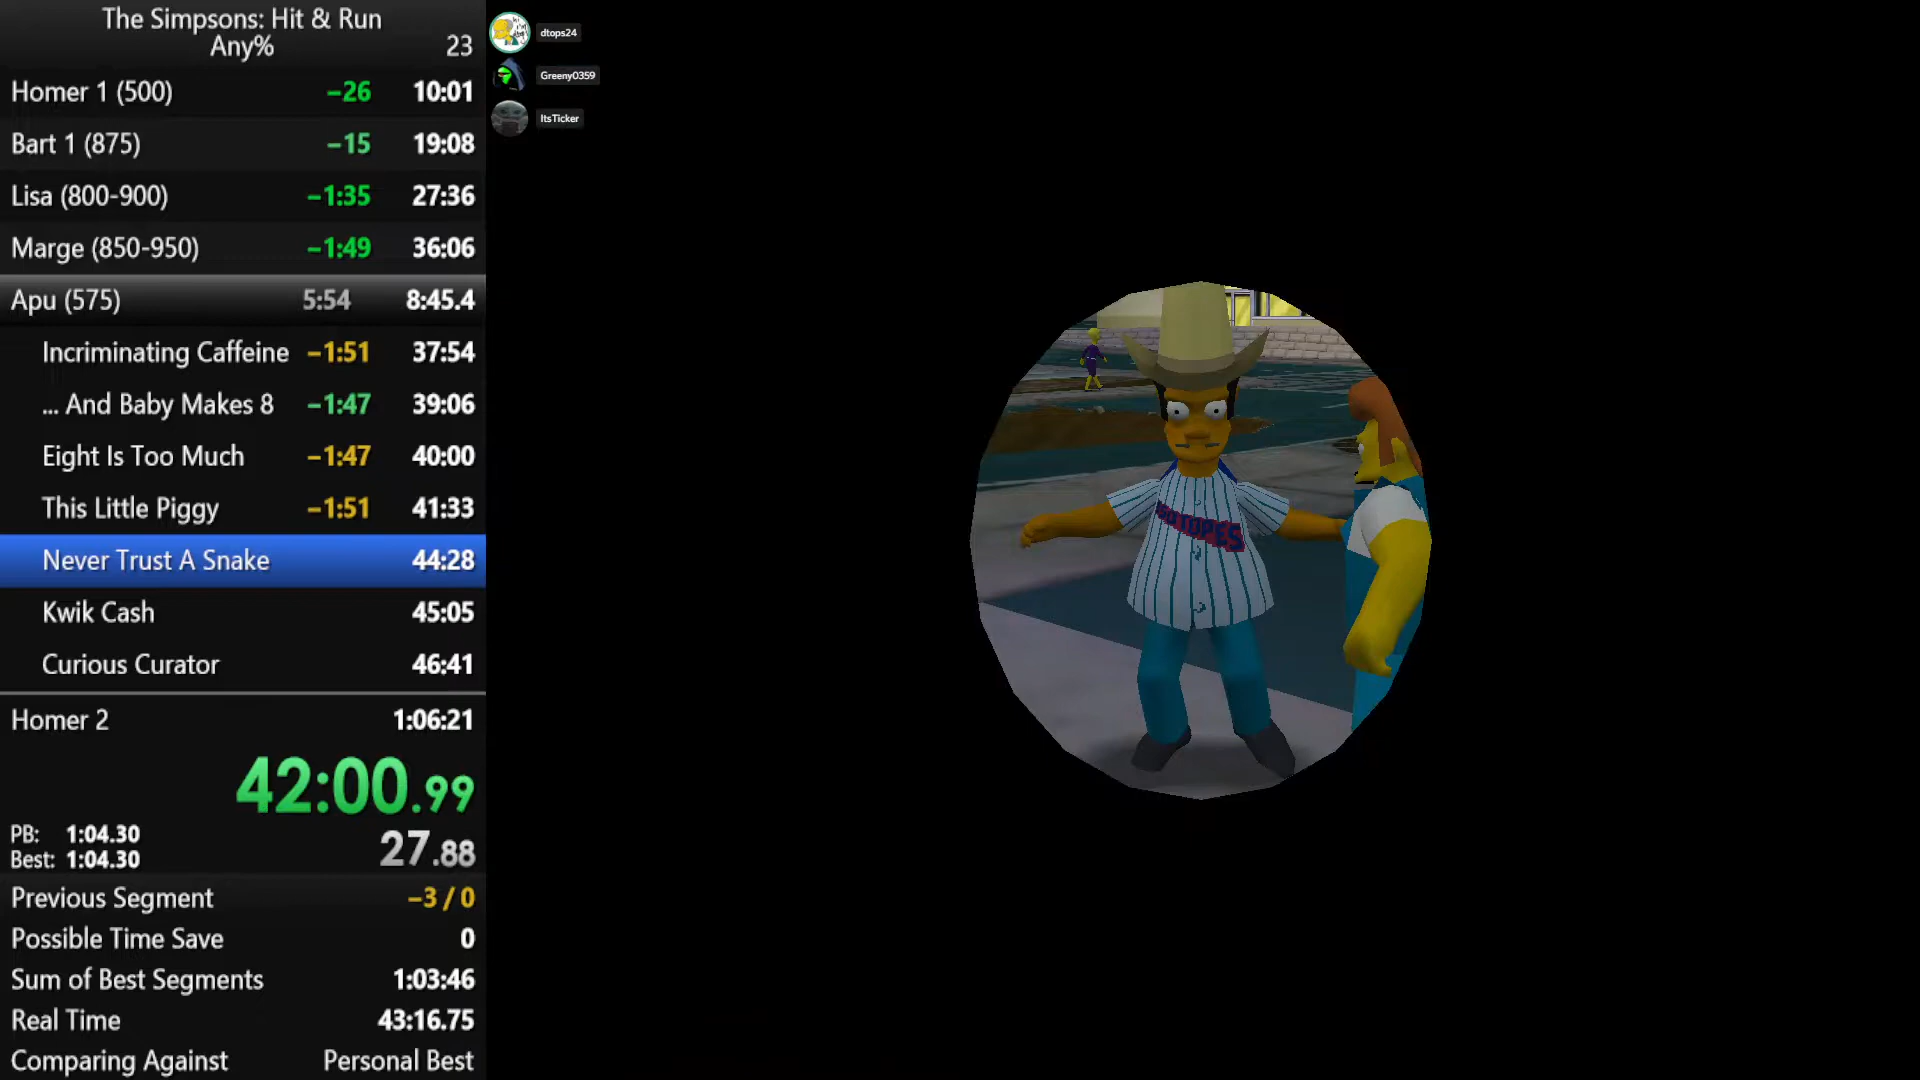 The Simpsons: Hit & Run
Any% 23
Homer 1 (500) −26 10:01
Bart 1 (875) −15 19:08
Lisa (800-900) −1:35 27:36
Marge (850-950) −1:49 36:06
Apu (575) 5:54 8:45.4
Incriminating Caffeine −1:51 37:54
... And Baby Makes 8 −1:47 39:06
Eight Is Too Much −1:47 40:00
This Little Piggy −1:51 41:33
Never Trust A Snake 44:28
Kwik Cash 45:05
Curious Curator 46:41
Homer 2 1:06:21
42:00.99
PB: 1:04.30
Best: 1:04.30
27.88
Previous Segment −3 / 0
Possible Time Save 0
Sum of Best Segments 1:03:46
Real Time 43:16.75
Comparing Against Personal Best
dtops24
Greeny0359
ItsTicker